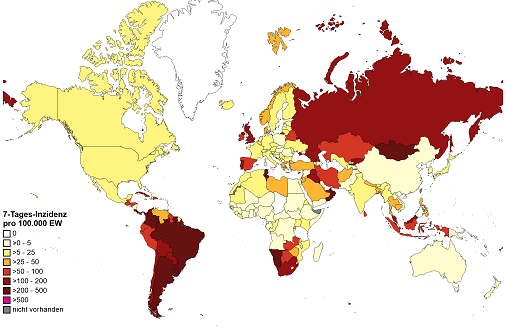 7-Tages-Inzidenz
pro 100.000 EW
0
>0 - 5
>5 - 25
>25 - 50
>50 - 100
>100 - 200
>200 - 500
>500
nicht vorhanden